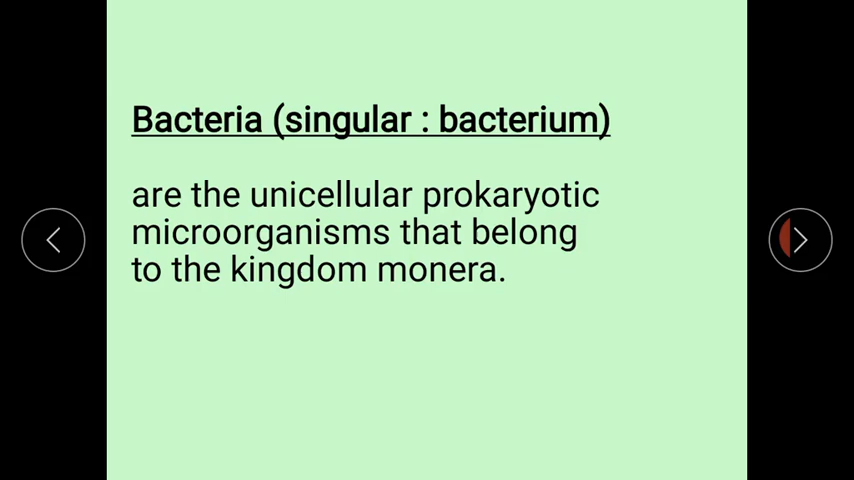 Bacteria (singular : bacterium)
are the unicellular prokaryotic
microorganisms that belong
to the kingdom monera.